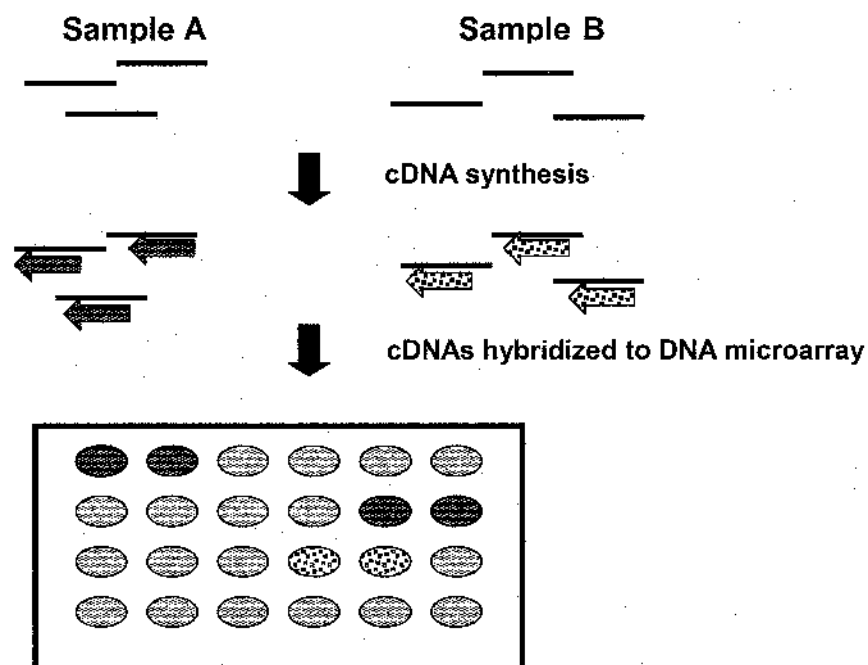 Sample A
Sample B
cDNA synthesis
cDNAs hybridized to DNA microarray